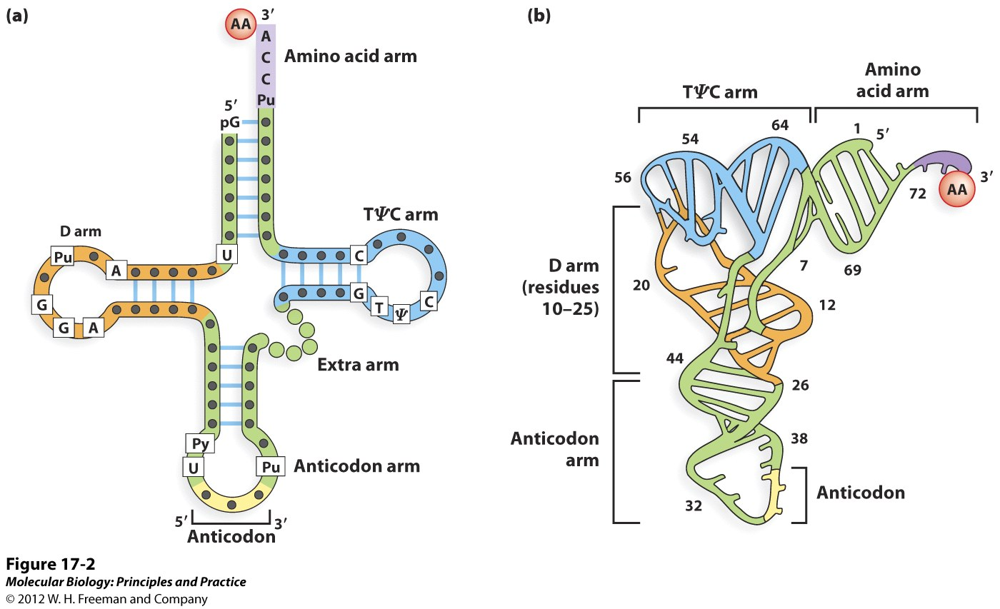 (a)
AA
3′
A
C
C
Pu
Amino acid arm
5′
pG
U
D arm
Pu
A
G
G
A
TΨC arm
C
G
T
Ψ
C
Extra arm
Py
U
Pu
Anticodon arm
5′
3′
Anticodon
(b)
TΨC arm
Amino
acid arm
54
64
1
5′
56
3′
72
AA
D arm
(residues
10–25)
20
7
69
12
44
26
Anticodon
arm
38
32
Anticodon
Figure 17-2
Molecular Biology: Principles and Practice
© 2012 W. H. Freeman and Company